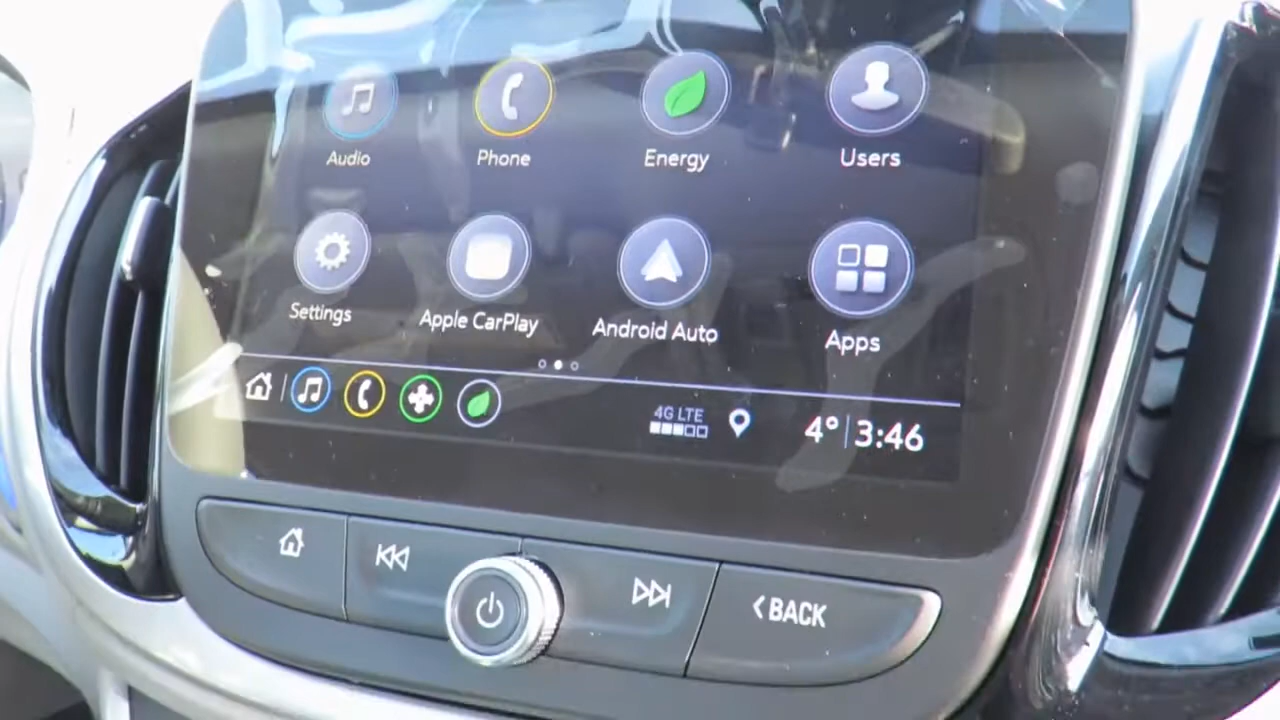 Audio Phone Energy Users
Settings Apple CarPlay Android Auto Apps
4G LTE
4° 3:46
BACK